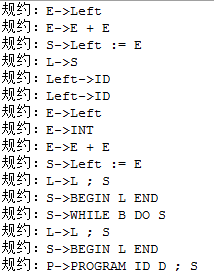 规约：E->Left
规约：E->E + E
规约：S->Left := E
规约：L->S
规约：Left->ID
规约：Left->ID
规约：E->Left
规约：E->INT
规约：E->E + E
规约：S->Left := E
规约：L->L ; S
规约：S->BEGIN L END
规约：S->WHILE B DO S
规约：L->L ; S
规约：S->BEGIN L END
规约：P->PROGRAM ID D ; S